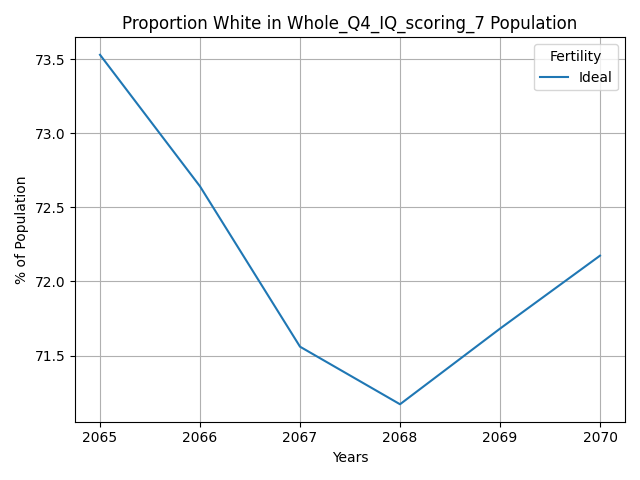 Proportion White in Whole_Q4_IQ_scoring_7 Population
Fertility
Ideal
% of Population
73.5
73.0
72.5
72.0
71.5
2065
2066
2067
2068
2069
2070
Years